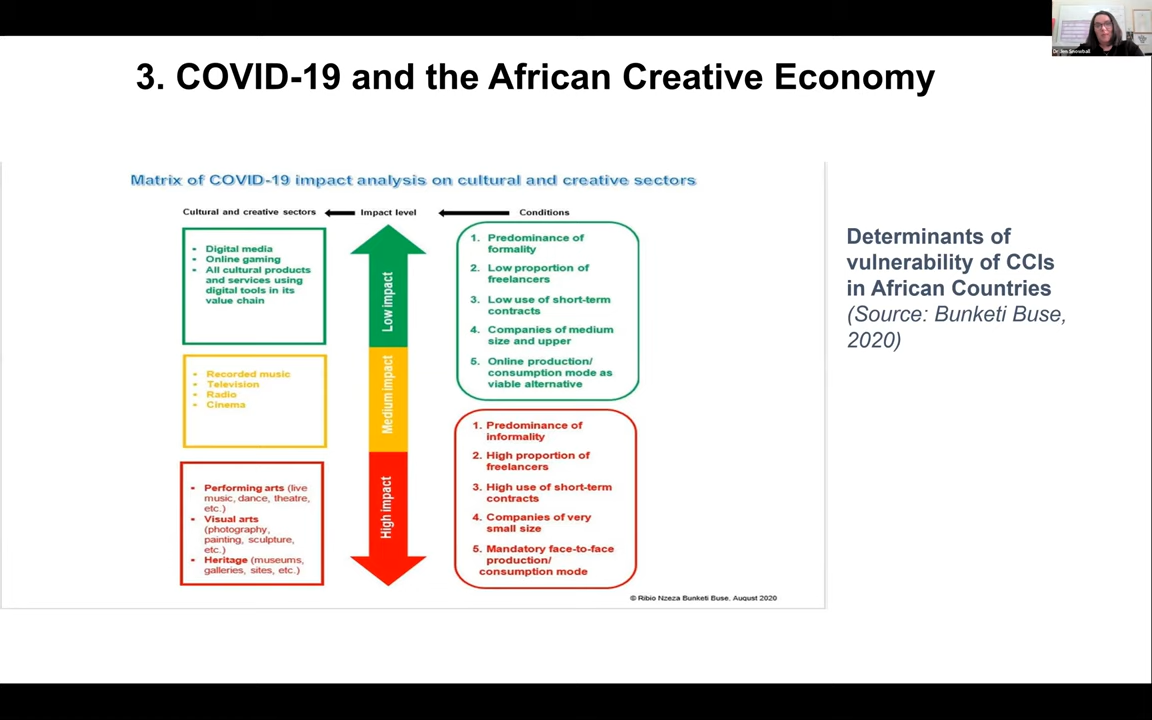 3. COVID-19 and the African Creative Economy
Matrix of COVID-19 impact analysis on cultural and creative sectors
Cultural and creative sectors
Impact level
Conditions
• Digital media
• Online gaming
• All cultural products
and services using
digital tools in its
value chain
Low impact
1. Predominance of
formality
2. Low proportion of
freelancers
3. Low use of short-term
contracts
4. Companies of medium
size and upper
5. Online production/
consumption mode as
viable alternative
• Recorded music
• Television
• Radio
• Cinema
Medium impact
• Performing arts (live
music, dance, theatre,
etc.)
• Visual arts
(photography,
painting, sculpture,
etc.)
• Heritage (museums,
galleries, sites, etc.)
High impact
1. Predominance of
informality
2. High proportion of
freelancers
3. High use of short-term
contracts
4. Companies of very
small size
5. Mandatory face-to-face
production/
consumption mode
© Ribio Nzeza Bunketi Buse, August 2020
Determinants of
vulnerability of CCIs
in African Countries
(Source: Bunketi Buse,
2020)